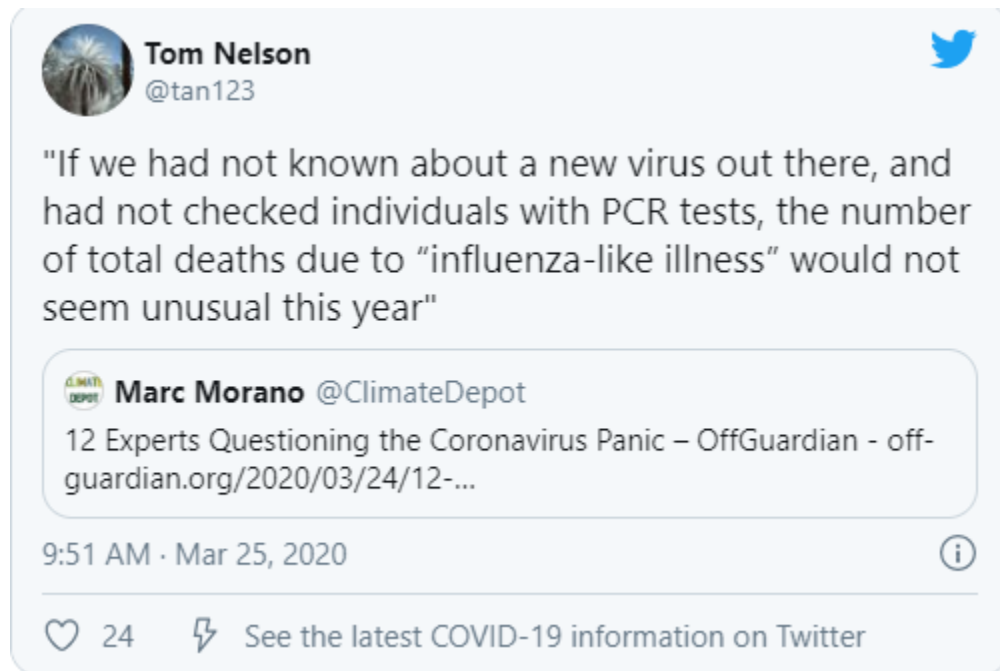 Tom Nelson
@tan123
"If we had not known about a new virus out there, and
had not checked individuals with PCR tests, the number
of total deaths due to “influenza-like illness” would not
seem unusual this year"
CLIMATE
DEPOT
Marc Morano @ClimateDepot
12 Experts Questioning the Coronavirus Panic – OffGuardian - off-
guardian.org/2020/03/24/12-...
9:51 AM · Mar 25, 2020
24
See the latest COVID-19 information on Twitter